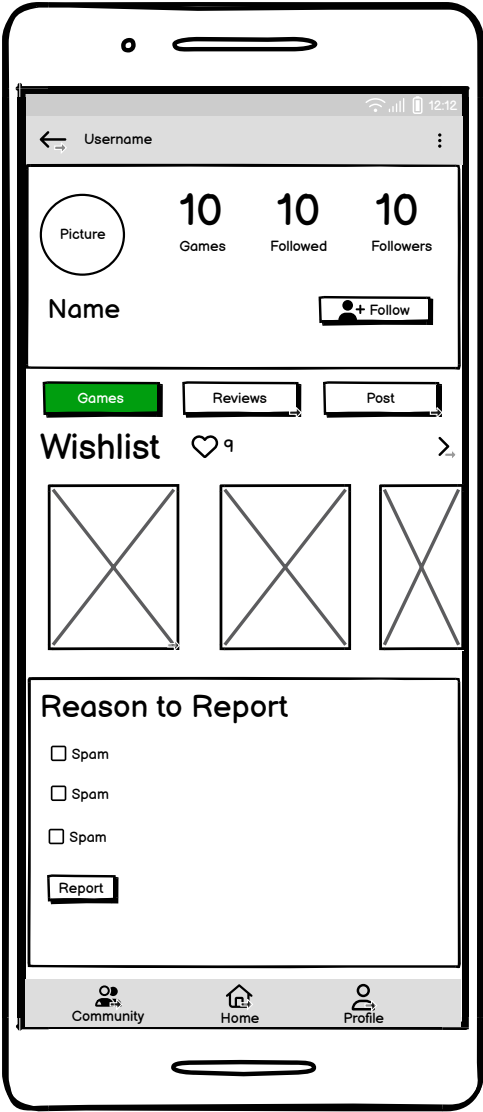 12:12
Username
10 10 10
Picture Games Followed Followers
Name Follow
Games Reviews Post
Wishlist 9
Reason to Report
Spam
Spam
Spam
Report
Community Home Profile